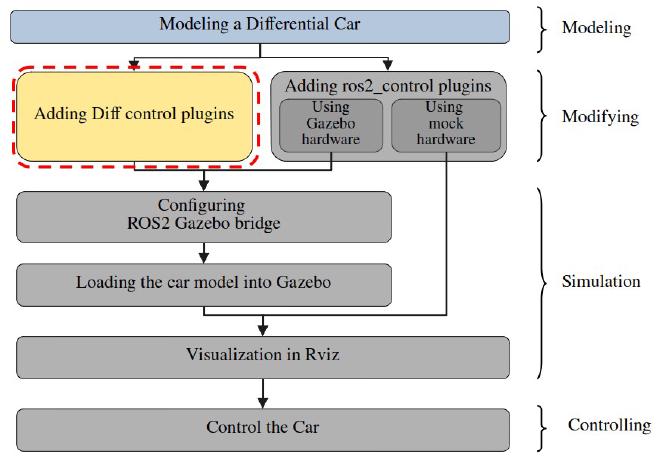 Modeling a Differential Car
Modeling
Adding Diff control plugins
Adding ros2_control plugins
Using
Gazebo
hardware
Using
mock
hardware
Modifying
Configuring
ROS2 Gazebo bridge
Loading the car model into Gazebo
Simulation
Visualization in Rviz
Control the Car
Controlling